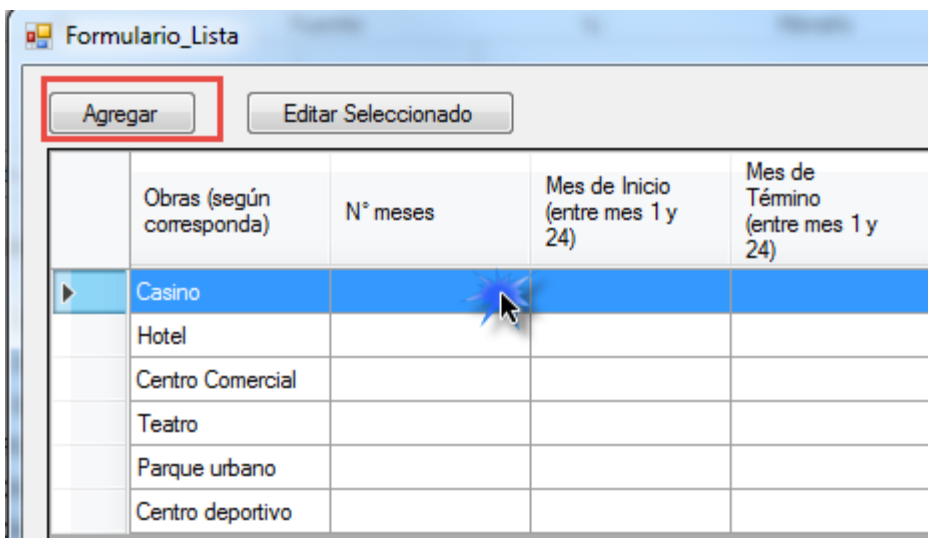 Formulario_Lista
Agregar
Editar Seleccionado
Obras (según
corresponda)
N° meses
Mes de Inicio
(entre mes 1 y
24)
Mes de
Término
(entre mes 1 y
24)
Casino
Hotel
Centro Comercial
Teatro
Parque urbano
Centro deportivo